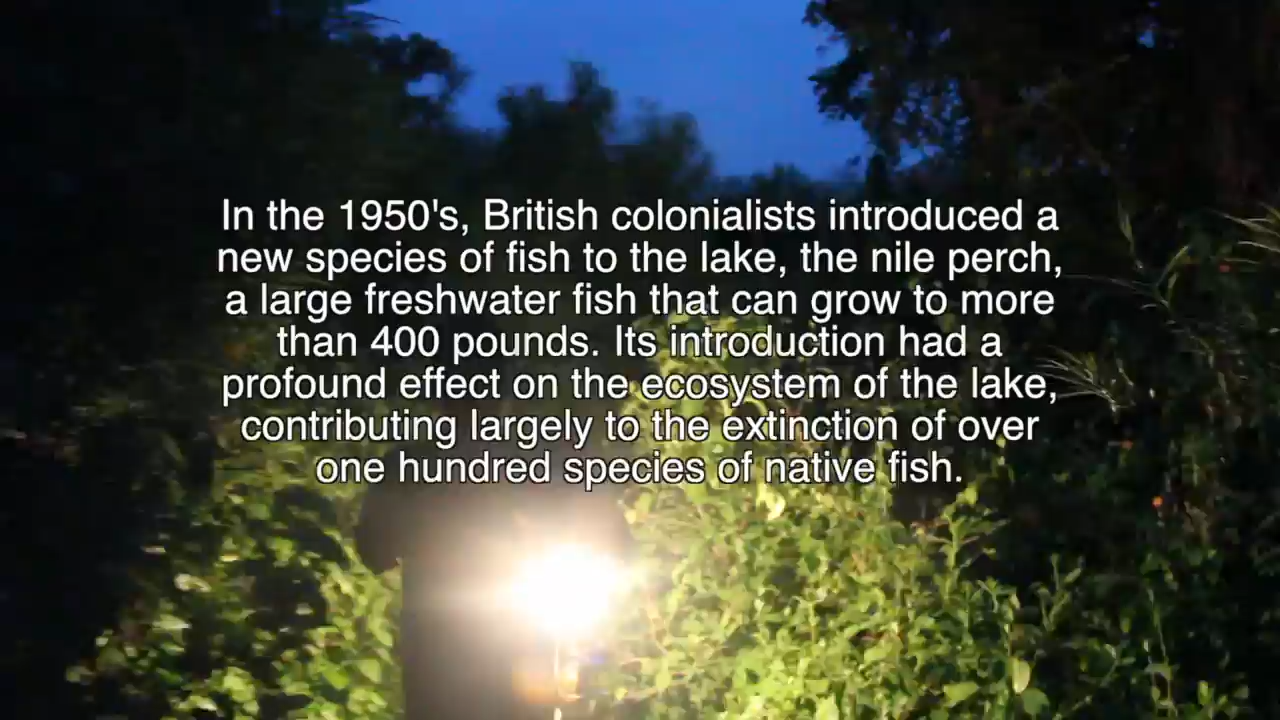 In the 1950's, British colonialists introduced a
new species of fish to the lake, the nile perch,
a large freshwater fish that can grow to more
than 400 pounds. Its introduction had a
profound effect on the ecosystem of the lake,
contributing largely to the extinction of over
one hundred species of native fish.